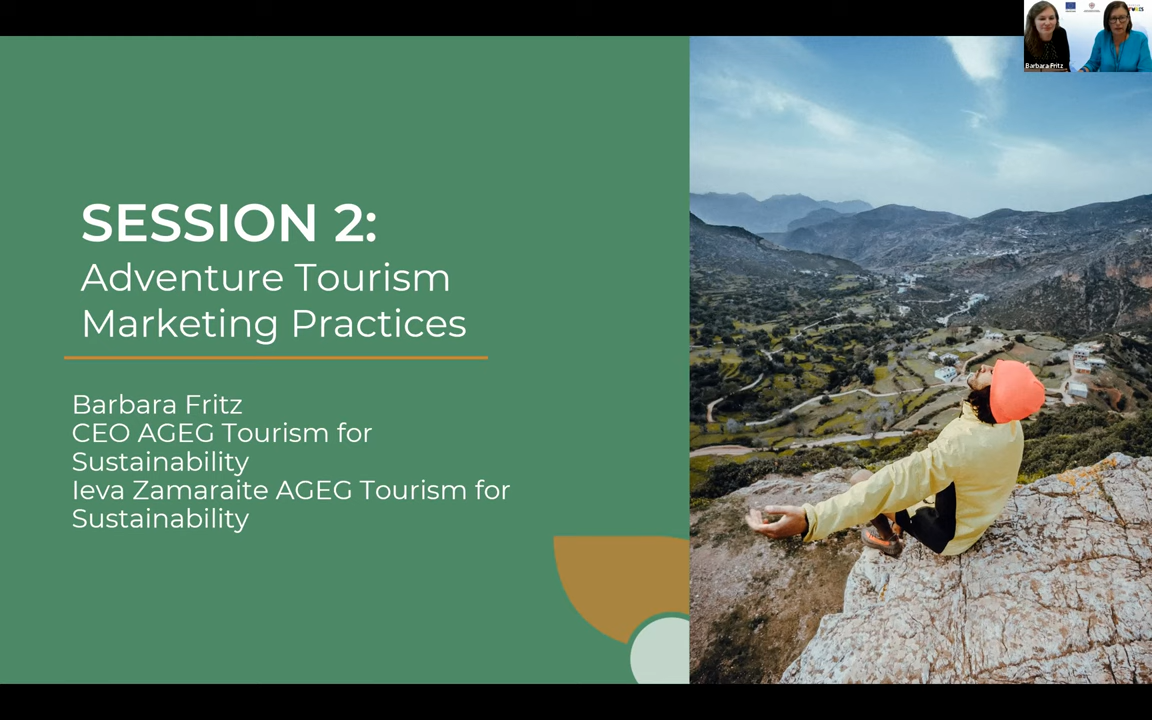 SESSION 2:
Adventure Tourism
Marketing Practices
Barbara Fritz
CEO AGEG Tourism for
Sustainability
Ieva Zamaraite AGEG Tourism for
Sustainability
Barbara Fritz